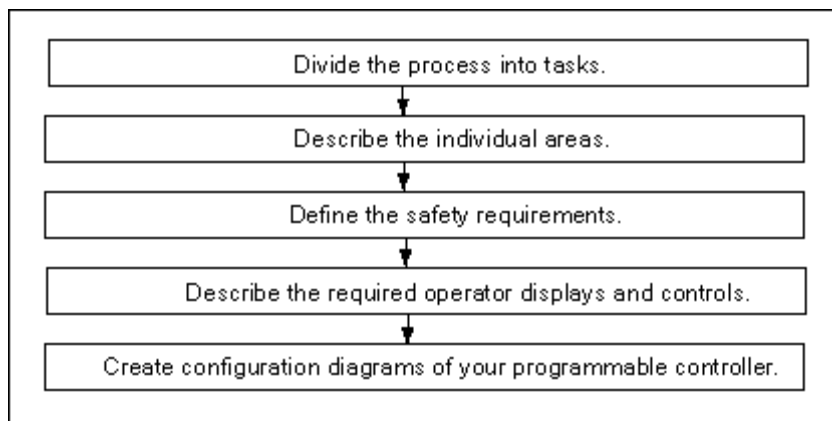 Divide the process into tasks.
Describe the individual areas.
Define the safety requirements.
Describe the required operator displays and controls.
Create configuration diagrams of your programmable controller.